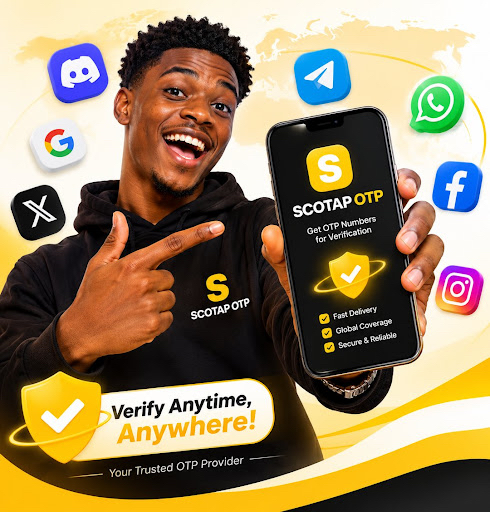 S
SCOTAP OTP
Get OTP Numbers
for Verification
Fast Delivery
Global Coverage
Secure & Reliable
S
SCOTAP OTP
Verify Anytime,
Anywhere!
Your Trusted OTP Provider